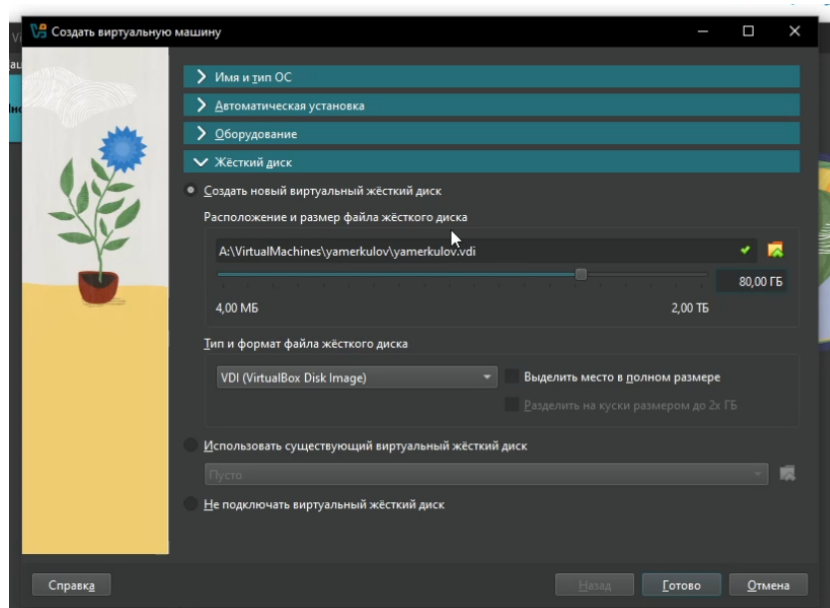 Создать виртуальную машину
Имя и тип ОС
Автоматическая установка
Оборудование
Жёсткий диск
Создать новый виртуальный жёсткий диск
Расположение и размер файла жёсткого диска
A:\VirtualMachines\yamerkulov\yamerkulov.vdi
80,00 ГБ
4,00 МБ 2,00 ТБ
Тип и формат файла жёсткого диска
VDI (VirtualBox Disk Image) Выделить место в полном размере
Разделить на куски размером до 2х ГБ
Использовать существующий виртуальный жёсткий диск
Пусто
Не подключать виртуальный жёсткий диск
Справка Назад Готово Отмена